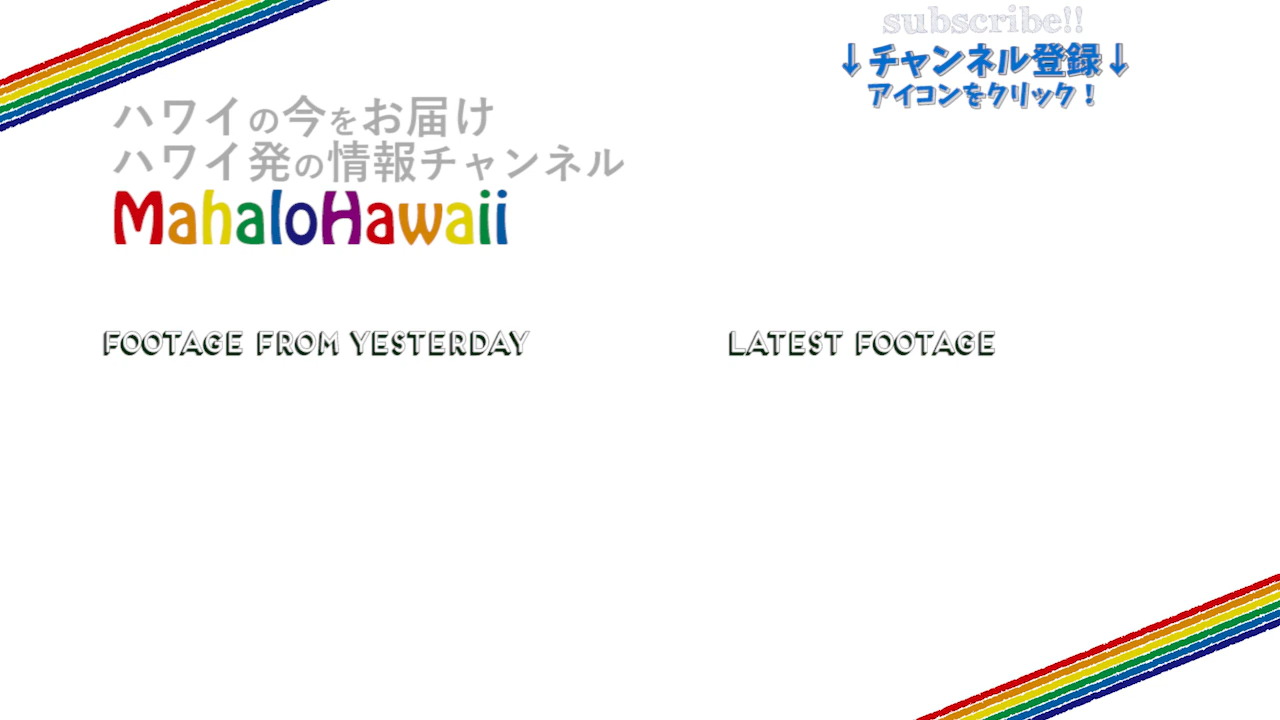 subscribe!!
↓チャンネル登録↓
アイコンをクリック！
ハワイの今をお届け
ハワイ発の情報チャンネル
MahaloHawaii
FOOTAGE FROM YESTERDAY
LATEST FOOTAGE